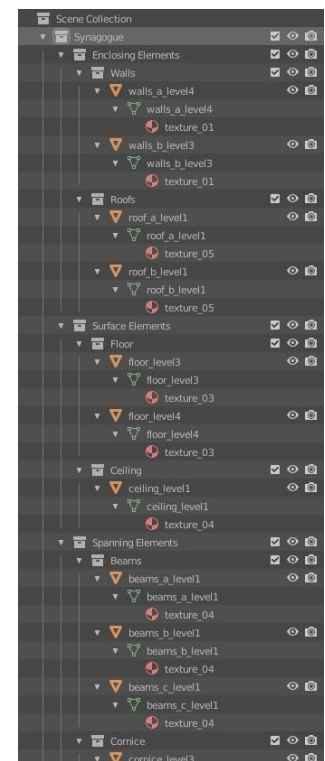 Scene Collection
Synagogue
Enclosing Elements
Walls
walls_a_level4
walls_a_level4
texture_01
walls_b_level3
walls_b_level3
texture_01
Roofs
roof_a_level1
roof_a_level1
texture_05
roof_b_level1
roof_b_level1
texture_05
Surface Elements
Floor
floor_level3
floor_level3
texture_03
floor_level4
floor_level4
texture_03
Ceiling
ceiling_level1
ceiling_level1
texture_04
Spanning Elements
Beams
beams_a_level1
beams_a_level1
texture_04
beams_b_level1
beams_b_level1
texture_04
beams_c_level1
beams_c_level1
texture_04
Cornice
cornice_level3